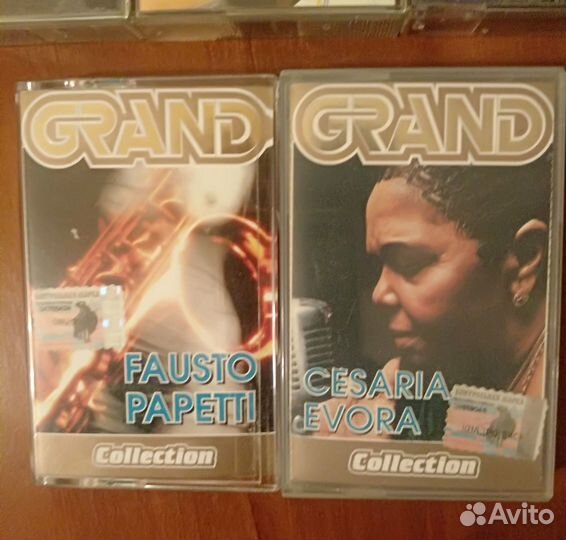 GRAND
FAUSTO
PAPETTI
Collection
GRAND
CESARIA
EVORA
Collection
Avito